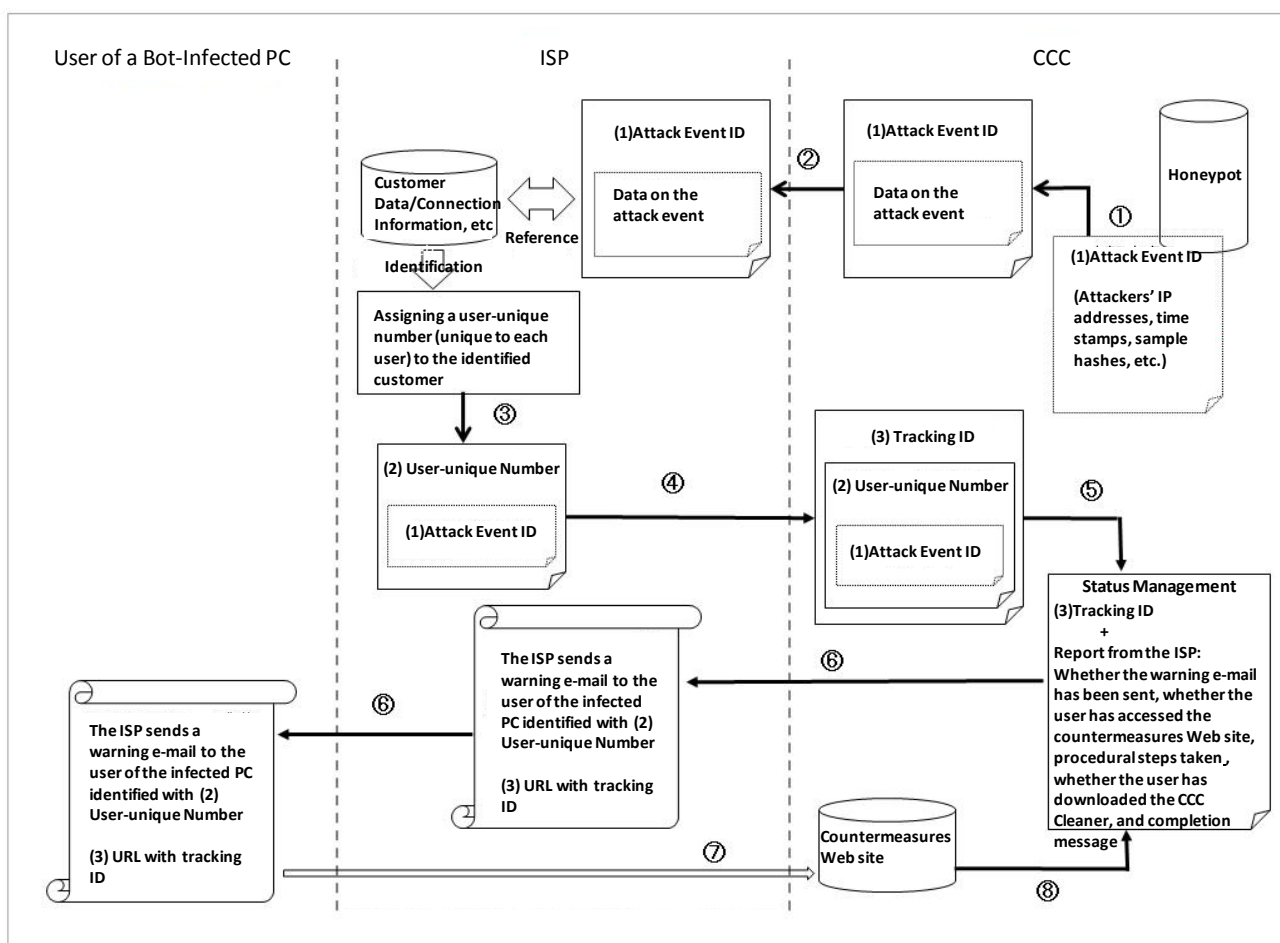 User of a Bot-Infected PC
ISP
CCC
(1)Attack Event ID
Data on the
attack event
Customer
Data/Connection
Information, etc
Reference
Identification
②
(1)Attack Event ID
Data on the
attack event
Honeypot
①
(1)Attack Event ID
(Attackers' IP
addresses, time
stamps, sample
hashes, etc.)
Assigning a user-unique
number (unique to each
user) to the identified
customer
③
(2) User-unique Number
(1)Attack Event ID
④
(3) Tracking ID
(2) User-unique Number
(1)Attack Event ID
⑤
Status Management
(3)Tracking ID
+
Report from the ISP:
Whether the warning e-mail
has been sent, whether the
user has accessed the
countermeasures Web site,
procedural steps taken,
whether the user has
downloaded the CCC
Cleaner, and completion
message
⑥
The ISP sends a
warning e-mail to the
user of the infected
PC identified with (2)
User-unique Number
(3) URL with tracking
ID
⑥
The ISP sends a
warning e-mail to the
user of the infected PC
identified with (2)
User-unique Number
(3) URL with tracking
ID
⑦
Countermeasures
Web site
⑧